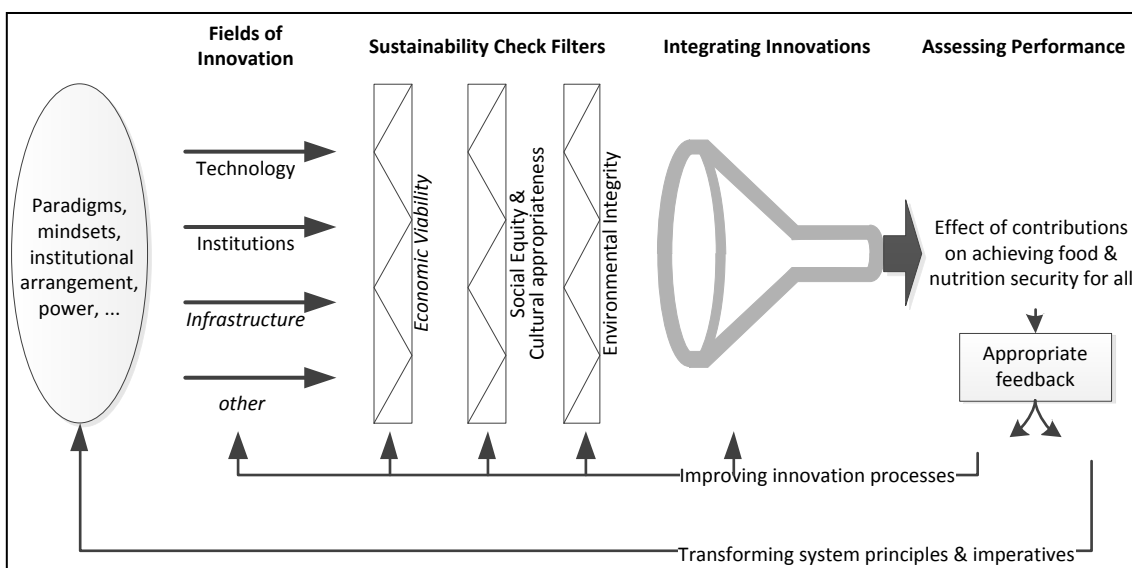 Fields of
Innovation
Sustainability Check Filters
Integrating Innovations
Assessing Performance
Paradigms,
mindsets,
institutional
arrangement,
power, ...
Technology
Institutions
Infrastructure
other
Economic Viability
Social Equity &
Cultural appropriateness
Environmental Integrity
Effect of contributions
on achieving food &
nutrition security for all
Appropriate
feedback
Improving innovation processes
Transforming system principles & imperatives